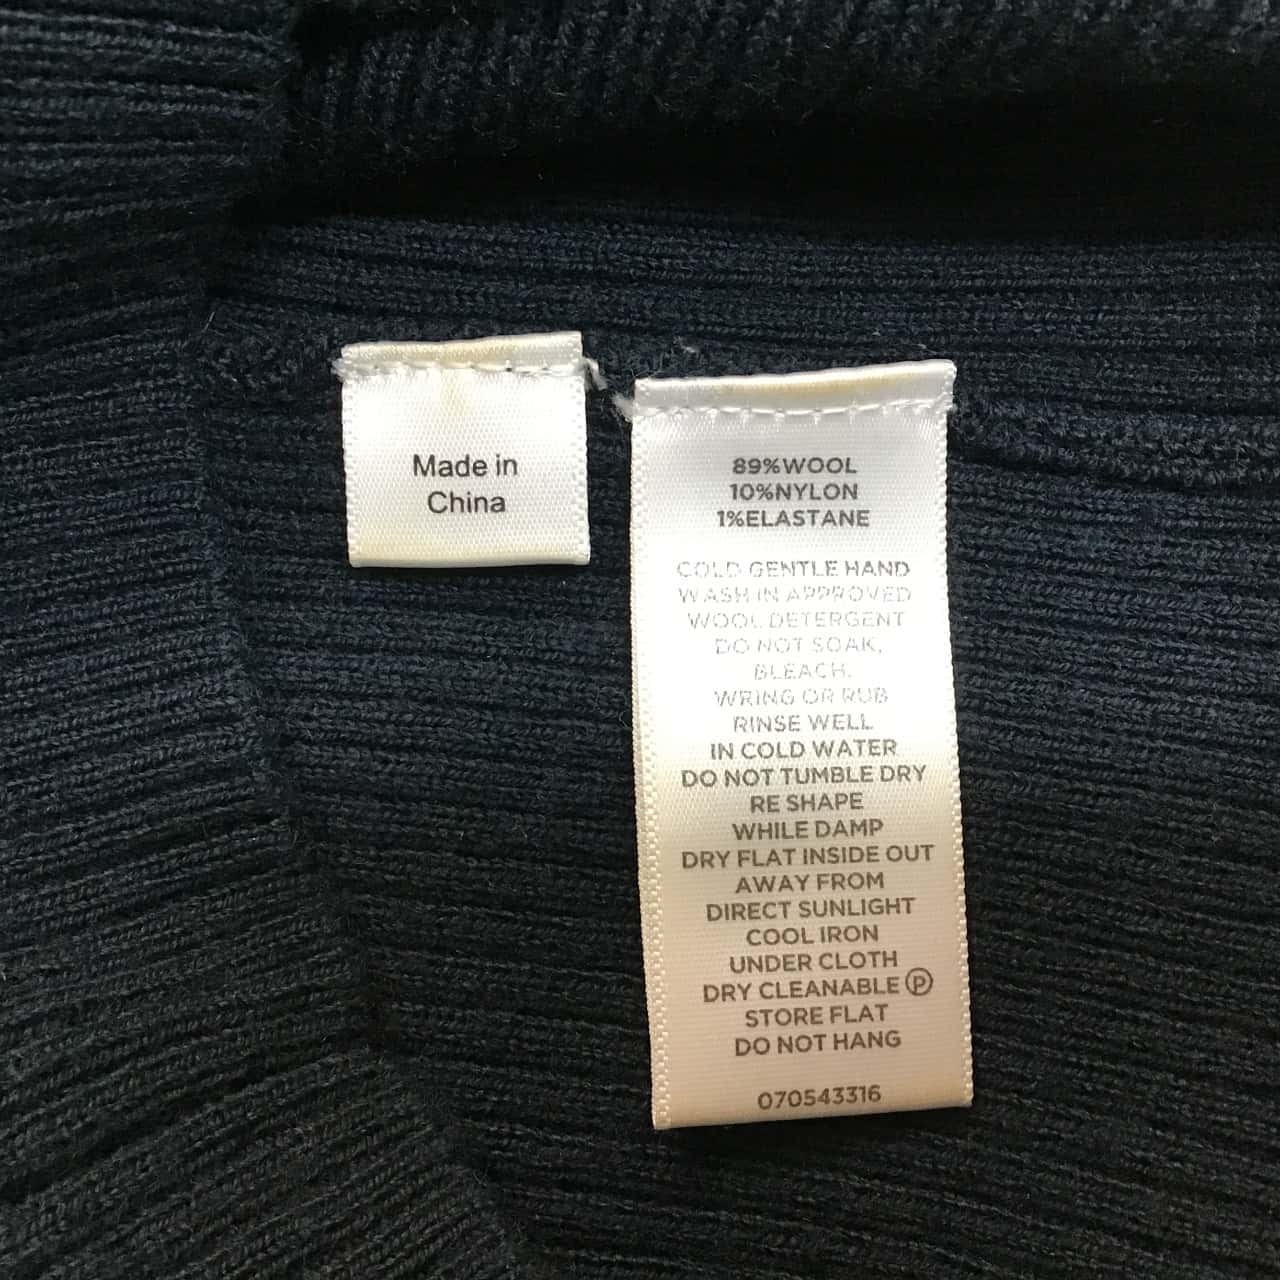 Made in
China
89%WOOL
10%NYLON
1%ELASTANE
COLD GENTLE HAND
WASH IN APPROVED
WOOL DETERGENT
DO NOT SOAK,
BLEACH,
WRING OR RUB
RINSE WELL
IN COLD WATER
DO NOT TUMBLE DRY
RE SHAPE
WHILE DAMP
DRY FLAT INSIDE OUT
AWAY FROM
DIRECT SUNLIGHT
COOL IRON
UNDER CLOTH
DRY CLEANABLE Ⓟ
STORE FLAT
DO NOT HANG
070543316